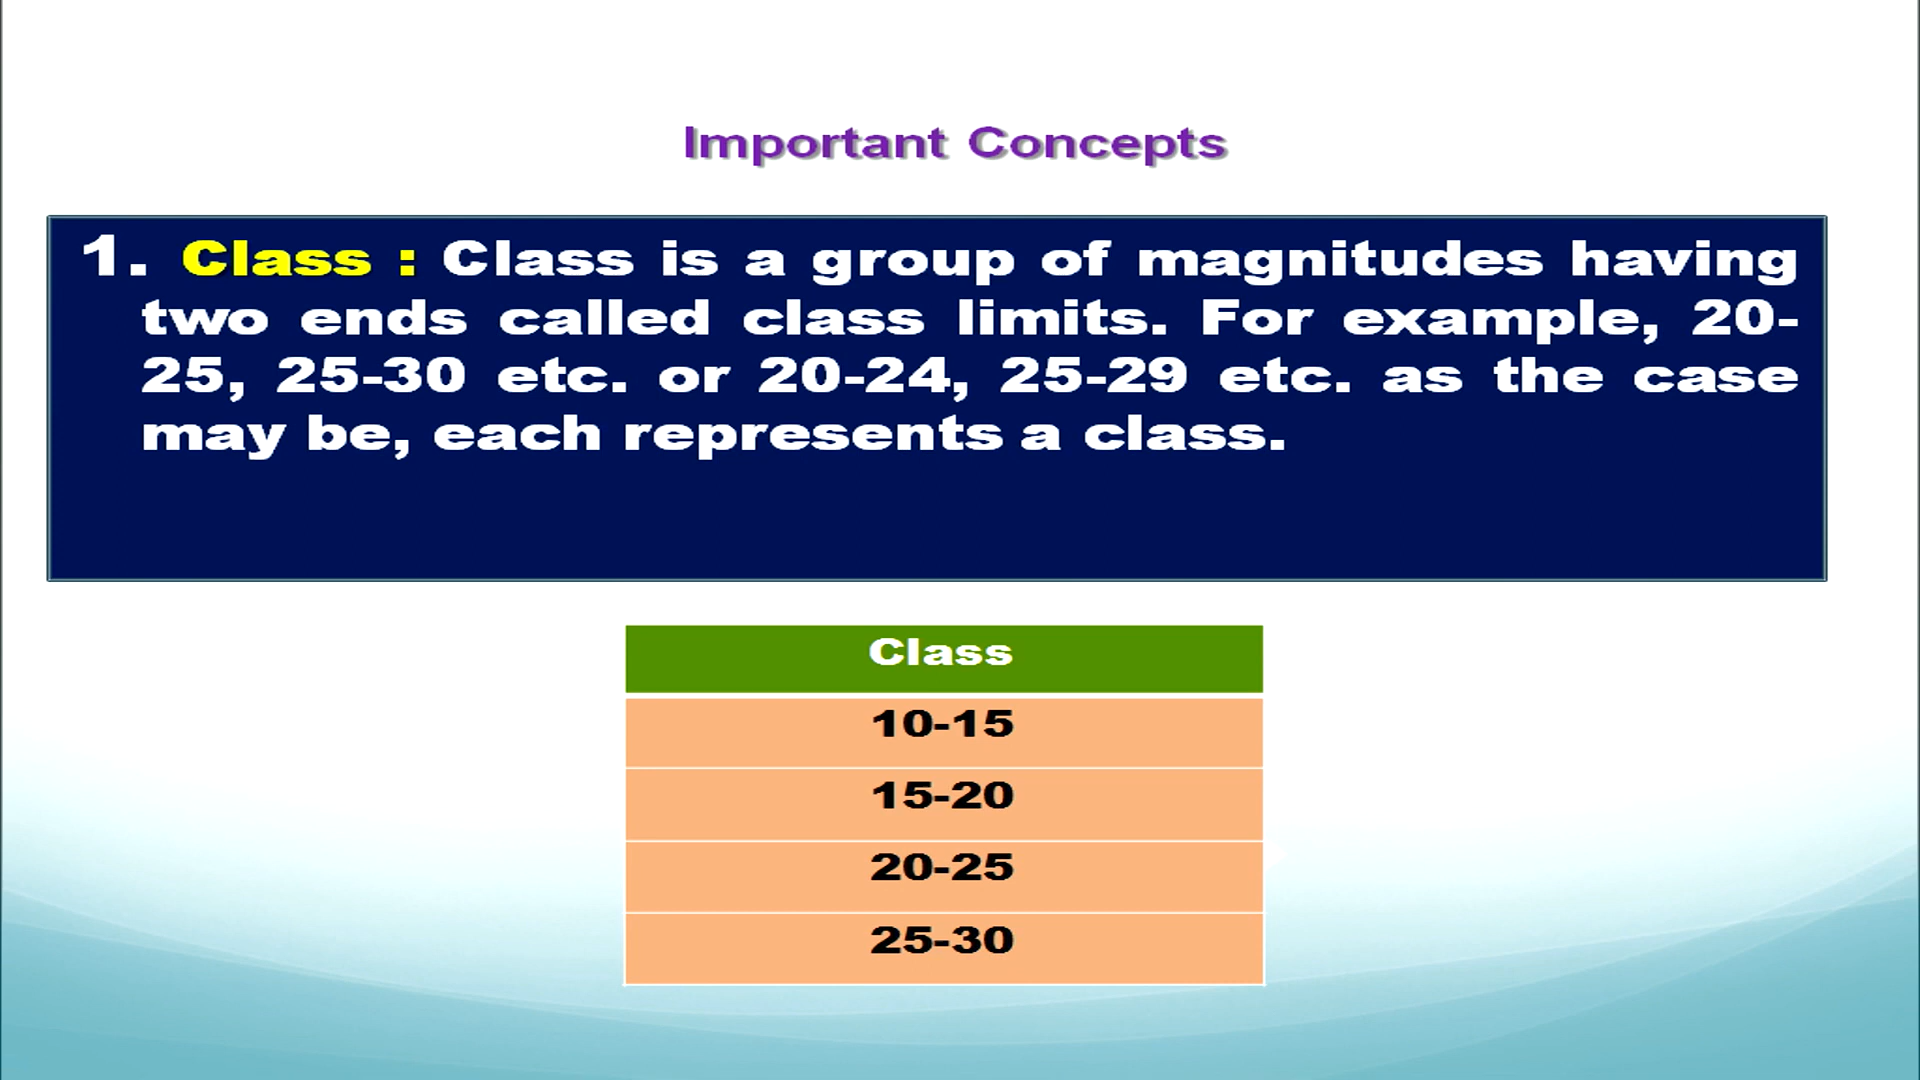 Important Concepts
1. Class : Class is a group of magnitudes having
two ends called class limits. For example, 20-
25, 25-30 etc. or 20-24, 25-29 etc. as the case
may be, each represents a class.
Class
10-15
15-20
20-25
25-30